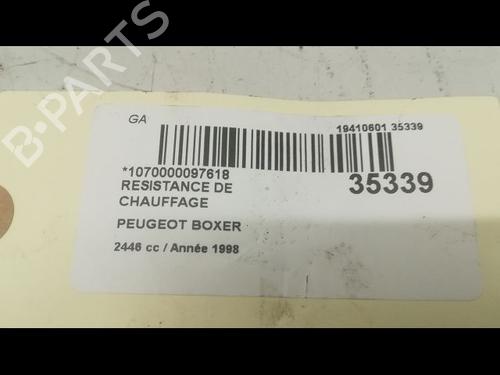 B-PARTS
GA
19410601 35339
*1070000097618
35339
RESISTANCE DE
CHAUFFAGE
PEUGEOT BOXER
2446 cc / Année 1998